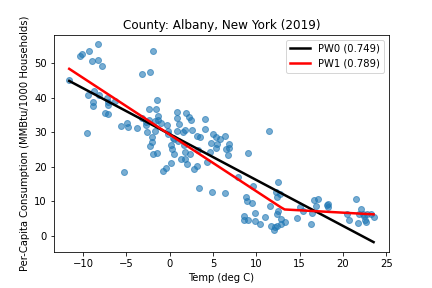 County: Albany, New York (2019)
Per-Capita Consumption (MMBtu/1000 Households)
50
40
30
20
10
0
PW0 (0.749)
PW1 (0.789)
−10 −5 0 5 10 15 20 25
Temp (deg C)